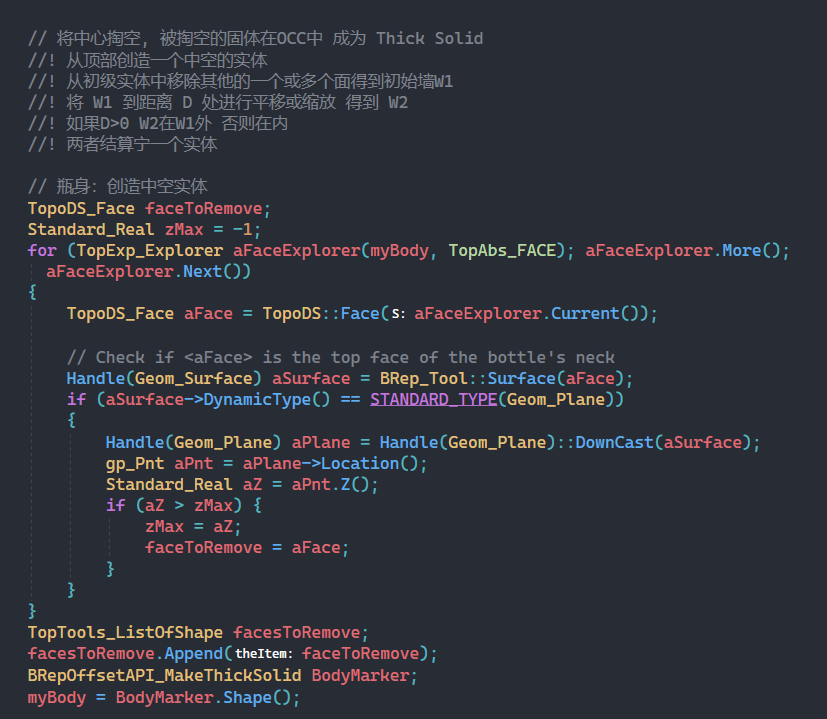 // 将中心掏空, 被掏空的固体在OCC中 成为 Thick Solid
//! 从顶部创造一个中空的实体
//! 从初级实体中移除其他的一个或多个面得到初始墙W1
//! 将 W1 到距离 D 处进行平移或缩放 得到 W2
//! 如果D>0 W2在W1外 否则在内
//! 两者结算宁一个实体
// 瓶身: 创造中空实体
TopoDS_Face faceToRemove;
Standard_Real zMax = -1;
for (TopExp_Explorer aFaceExplorer(myBody, TopAbs_FACE); aFaceExplorer.More();
aFaceExplorer.Next())
{
TopoDS_Face aFace = TopoDS::Face(S: aFaceExplorer.Current());
// Check if <aFace> is the top face of the bottle's neck
Handle(Geom_Surface) aSurface = BRep_Tool::Surface(aFace);
if (aSurface->DynamicType() == STANDARD_TYPE(Geom_Plane))
{
Handle(Geom_Plane) aPlane = Handle(Geom_Plane)::DownCast(aSurface);
gp_Pnt aPnt = aPlane->Location();
Standard_Real aZ = aPnt.Z();
if (aZ > zMax) {
zMax = aZ;
faceToRemove = aFace;
}
}
}
TopTools_ListOfShape facesToRemove;
facesToRemove.Append(theItem: faceToRemove);
BRepOffsetAPI_MakeThickSolid BodyMarker;
myBody = BodyMarker.Shape();